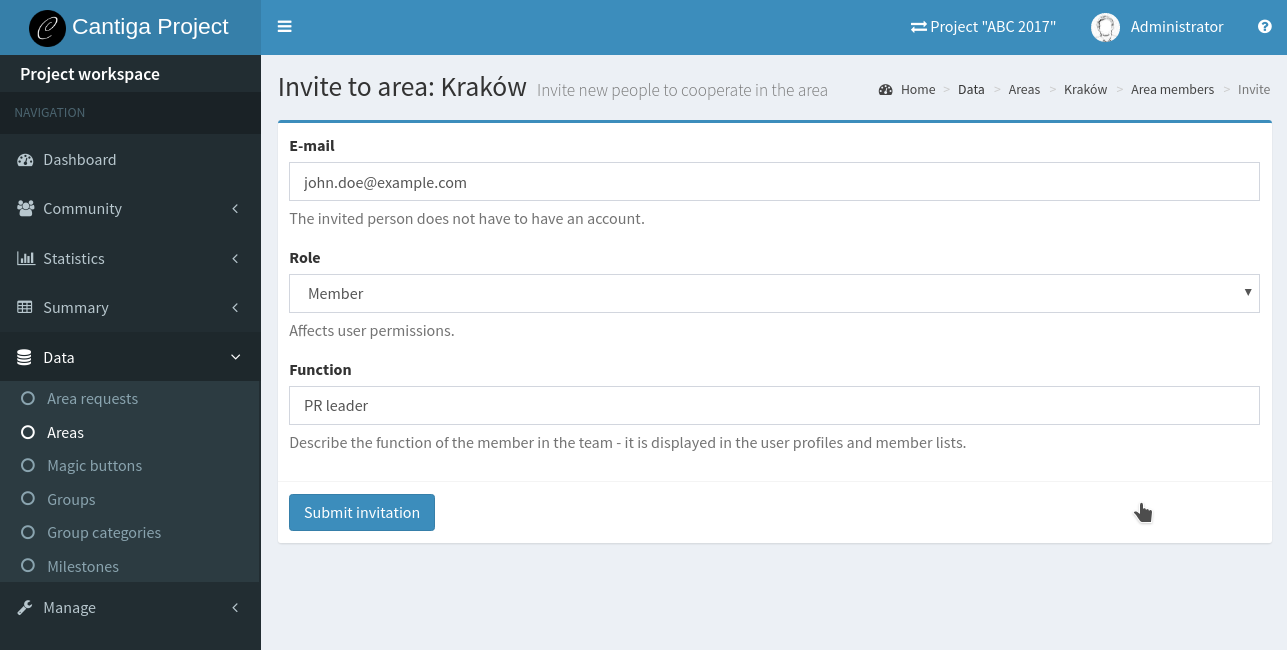 Cantiga Project
Project "ABC 2017"
Administrator
Project workspace
NAVIGATION
Dashboard
Community
Statistics
Summary
Data
Area requests
Areas
Magic buttons
Groups
Group categories
Milestones
Manage
Invite to area: Kraków Invite new people to cooperate in the area
Home > Data > Areas > Kraków > Area members > Invite
E-mail
john.doe@example.com
The invited person does not have to have an account.
Role
Member
Affects user permissions.
Function
PR leader
Describe the function of the member in the team - it is displayed in the user profiles and member lists.
Submit invitation